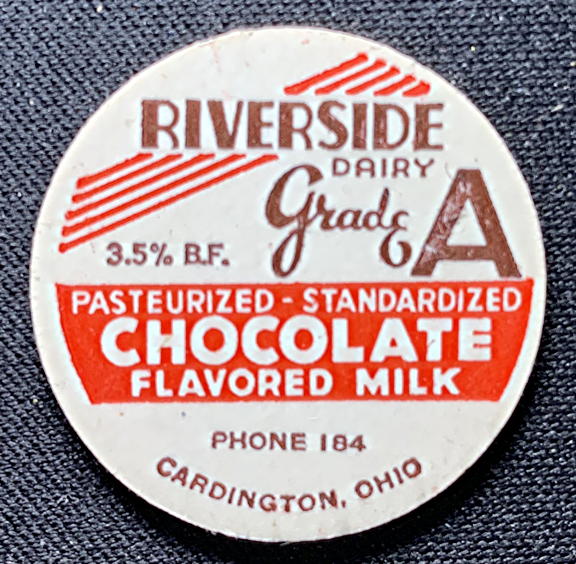 RIVERSIDE
DAIRY
Grade A
3.5% B.F.
PASTEURIZED - STANDARDIZED
CHOCOLATE
FLAVORED MILK
PHONE 184
CARDINGTON, OHIO